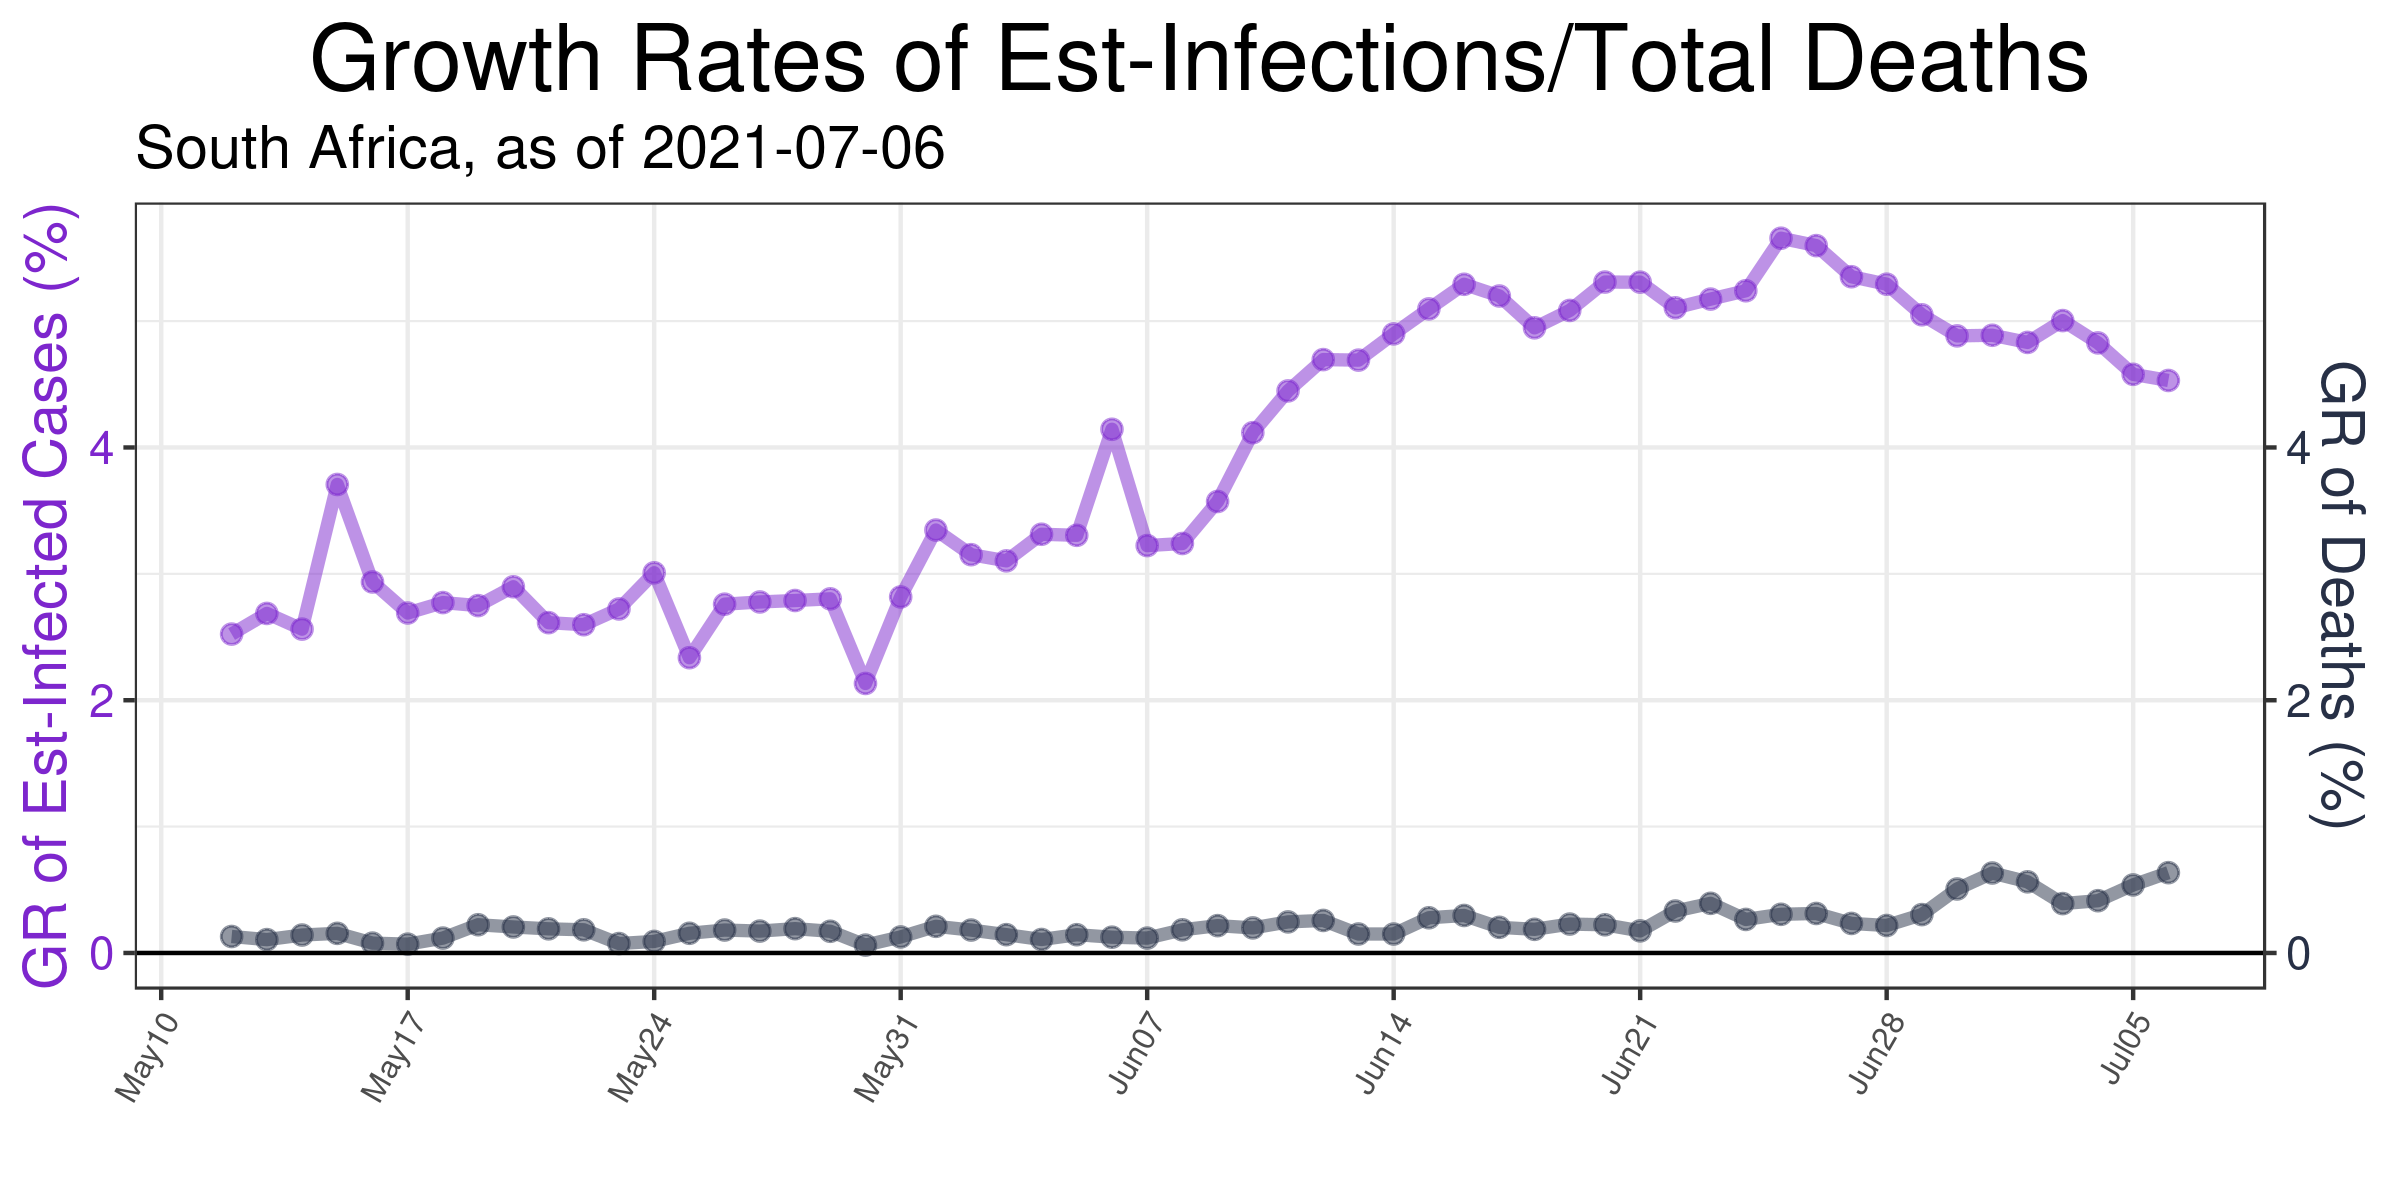 Growth Rates of Est-Infections/Total Deaths
South Africa, as of 2021-07-06
GR of Est-Infected Cases (%)
4
2
0
4
2
0
GR of Deaths (%)
May10
May17
May24
May31
Jun07
Jun14
Jun21
Jun28
Jul05